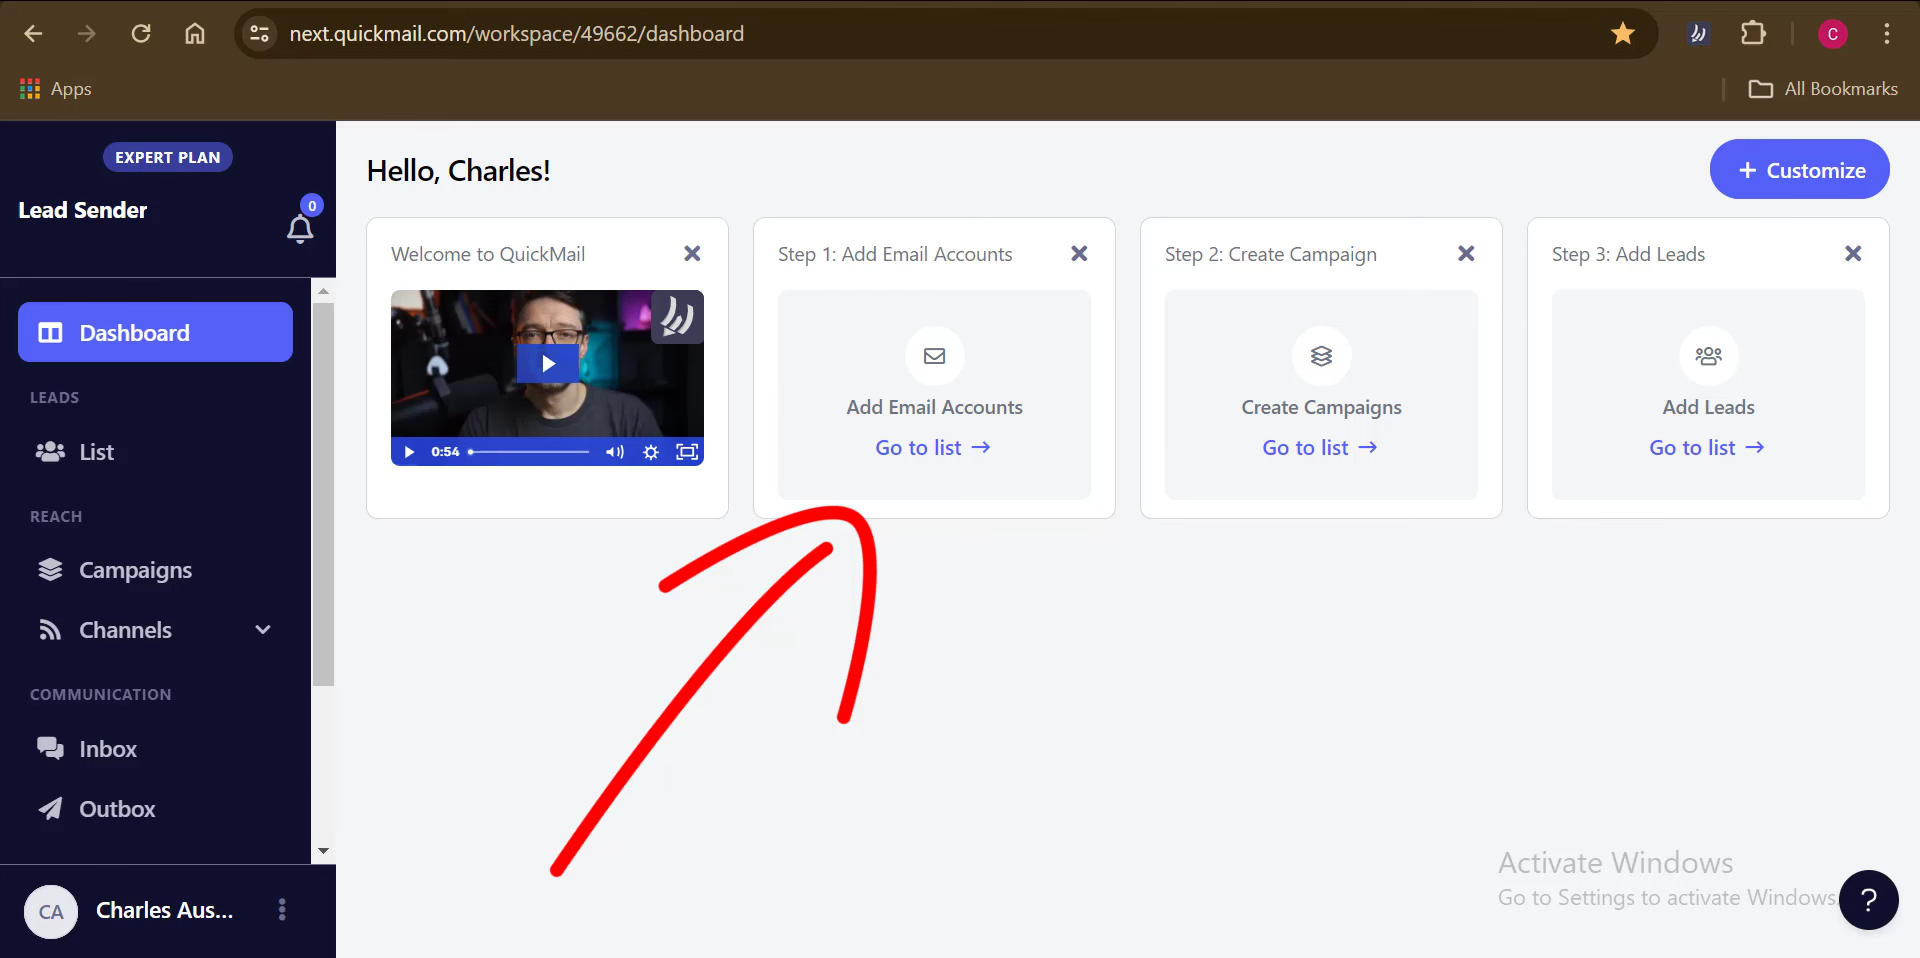 next.quickmail.com/workspace/49662/dashboard
C
Apps
All Bookmarks
EXPERT PLAN
Lead Sender
0
Dashboard
LEADS
List
REACH
Campaigns
Channels
COMMUNICATION
Inbox
Outbox
CA
Charles Aus...
Hello, Charles!
+ Customize
Welcome to QuickMail
0:54
Step 1: Add Email Accounts
Add Email Accounts
Go to list →
Step 2: Create Campaign
Create Campaigns
Go to list →
Step 3: Add Leads
Add Leads
Go to list →
Activate Windows
Go to Settings to activate Windows.
?